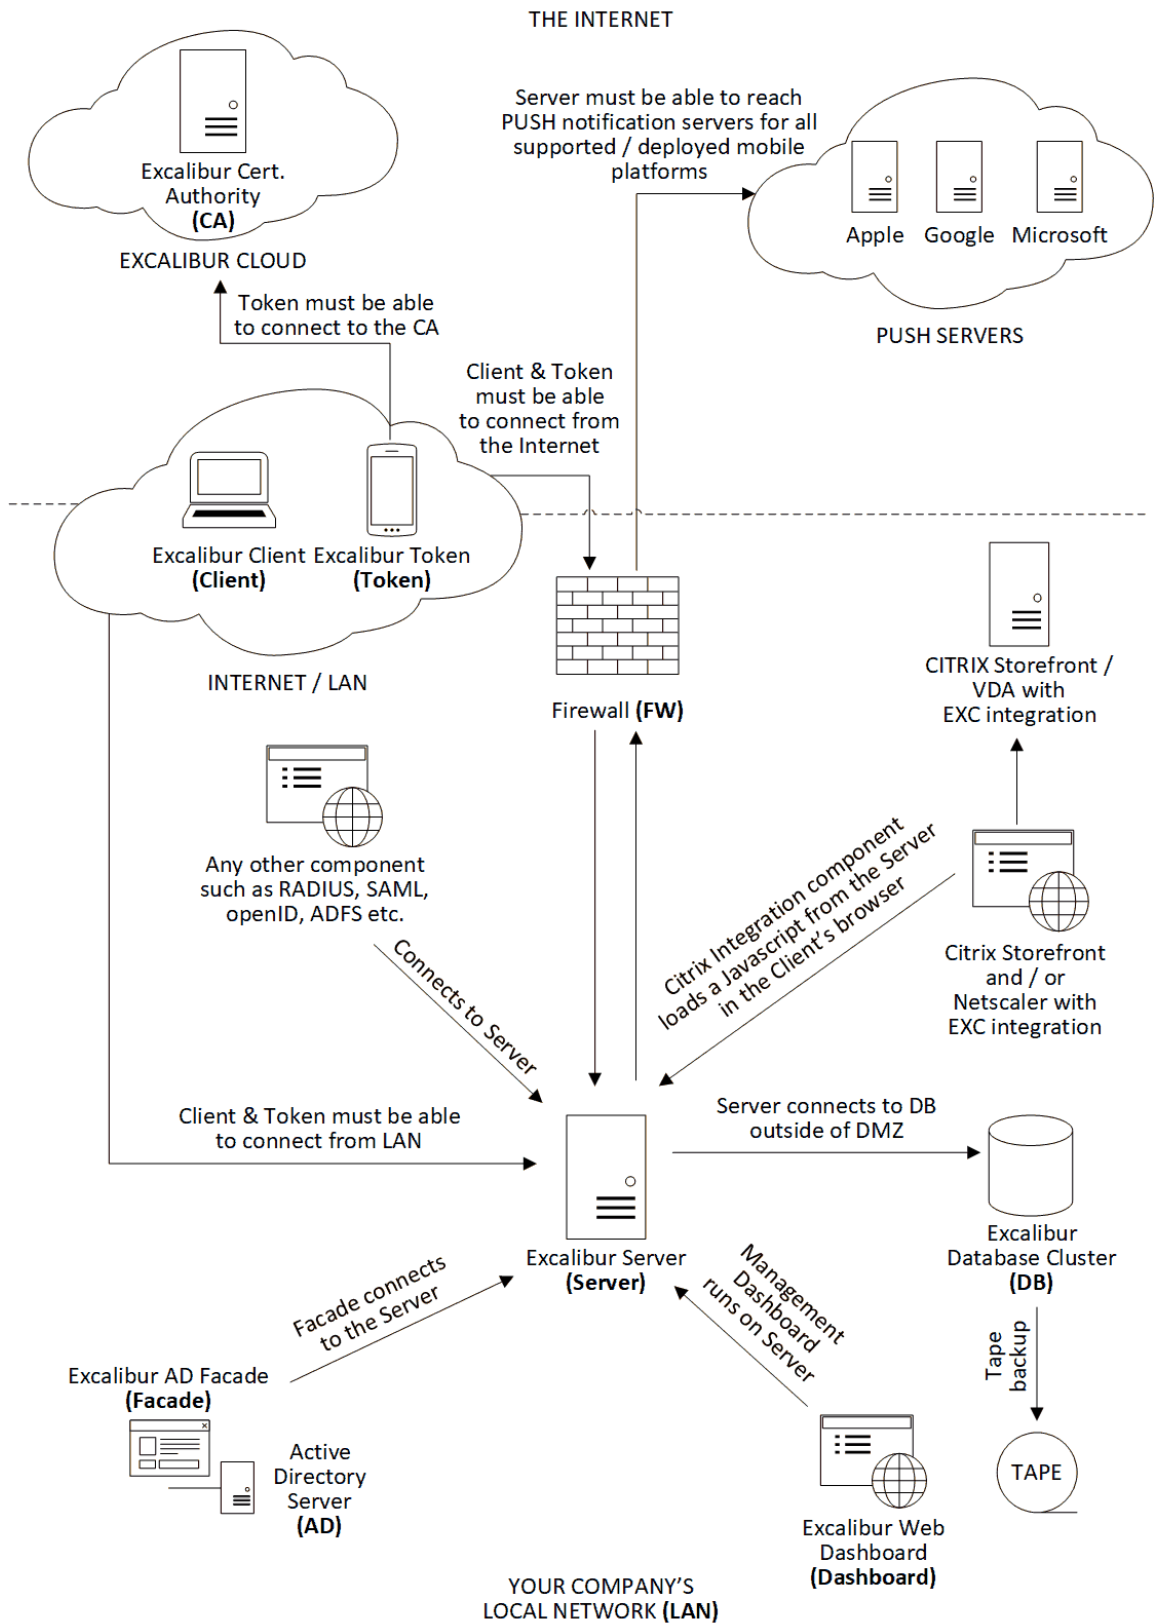 THE INTERNET
Excalibur Cert.
Authority
(CA)
EXCALIBUR CLOUD
Server must be able to reach
PUSH notification servers for all
supported / deployed mobile
platforms
Apple Google Microsoft
PUSH SERVERS
Token must be able
to connect to the CA
Client & Token
must be able
to connect from
the Internet
Excalibur Client
(Client)
Excalibur Token
(Token)
INTERNET / LAN
Firewall (FW)
CITRIX Storefront /
VDA with
EXC integration
Any other component
such as RADIUS, SAML,
openID, ADFS etc.
Connects to Server
Citrix Integration component
loads a Javascript from the Server
in the Client's browser
Citrix Storefront
and / or
Netscaler with
EXC integration
Client & Token must be able
to connect from LAN
Server connects to DB
outside of DMZ
Excalibur Server
(Server)
Excalibur
Database Cluster
(DB)
Facade connects
to the Server
Management
Dashboard
runs on Server
Tape
backup
TAPE
Excalibur AD Facade
(Facade)
Active
Directory
Server
(AD)
Excalibur Web
Dashboard
(Dashboard)
YOUR COMPANY'S
LOCAL NETWORK (LAN)